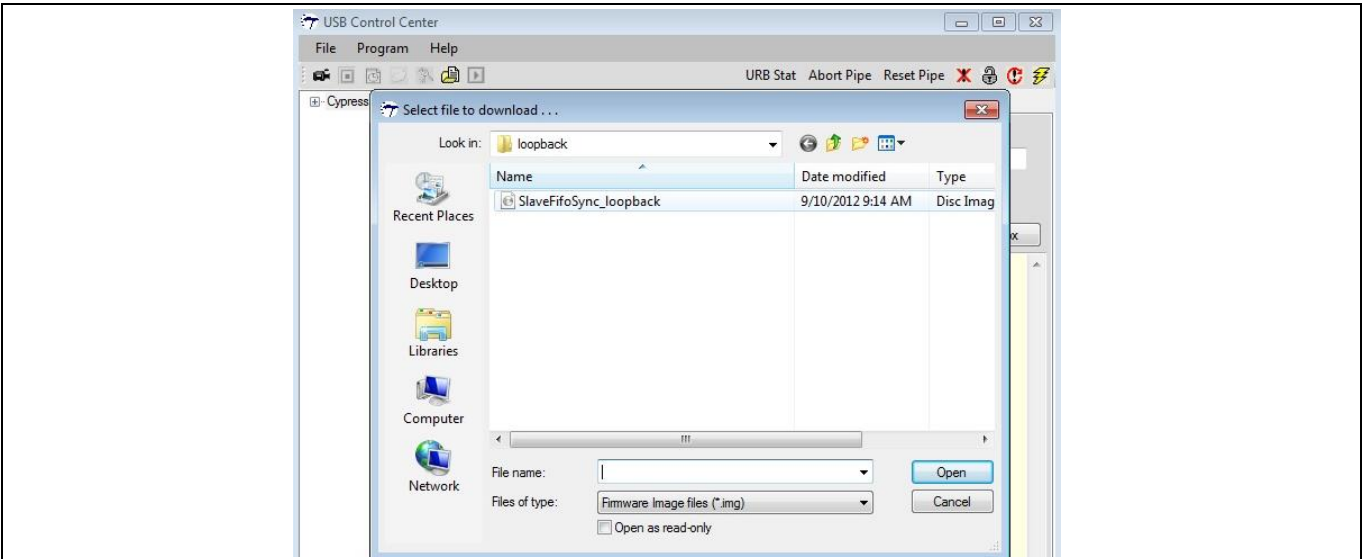 USB Control Center
File Program Help
URB Stat Abort Pipe Reset Pipe
Cypress
Select file to download . . .
Look in: loopback
Name Date modified Type
SlaveFifoSync_loopback 9/10/2012 9:14 AM Disc Imag
Recent Places
Desktop
Libraries
Computer
Network
File name: Open
Files of type: Firmware Image files (*.img) Cancel
Open as read-only